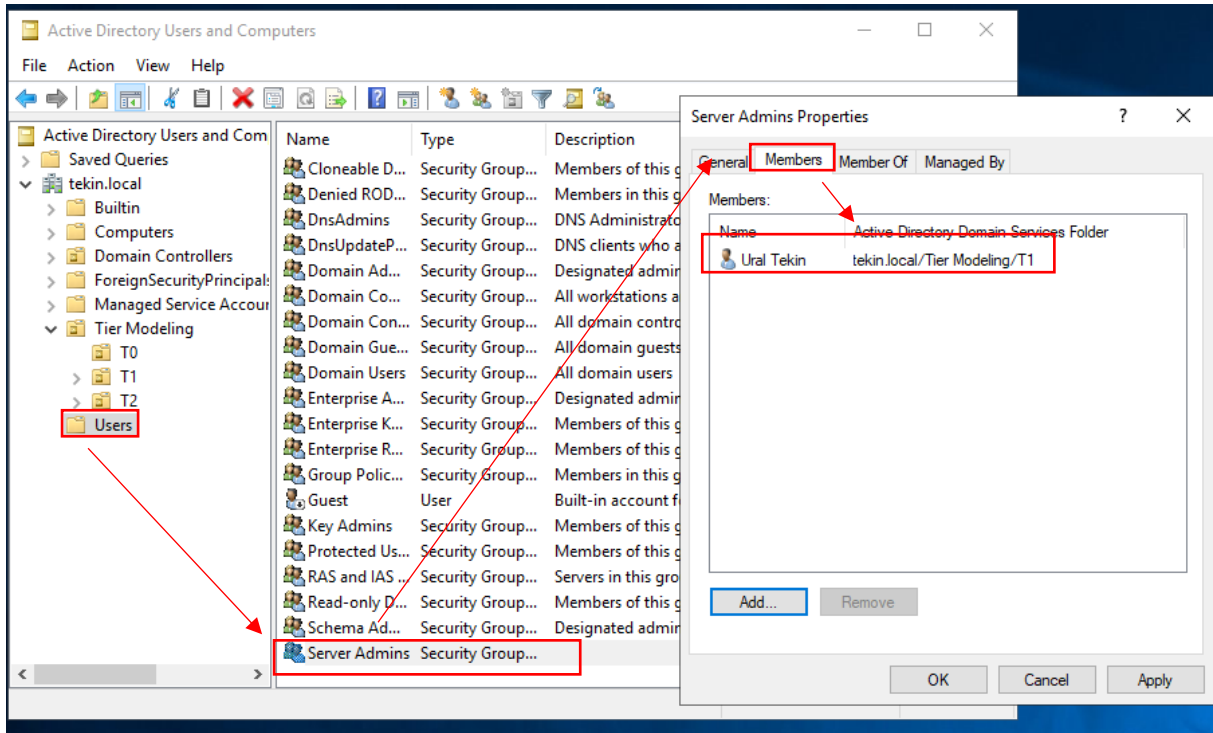 Active Directory Users and Computers
File Action View Help
Active Directory Users and Com
Saved Queries
tekin.local
Builtin
Computers
Domain Controllers
ForeignSecurityPrincipals
Managed Service Accour
Tier Modeling
T0
T1
T2
Users
Name Type Description
Cloneable D... Security Group... Members of this g
Denied ROD... Security Group... Members in this g
DnsAdmins Security Group... DNS Administrato
DnsUpdateP... Security Group... DNS clients who a
Domain Ad... Security Group... Designated admin
Domain Co... Security Group... All workstations a
Domain Con... Security Group... All domain contro
Domain Gue... Security Group... All domain guests
Domain Users Security Group... All domain users
Enterprise A... Security Group... Designated admin
Enterprise K... Security Group... Members of this g
Enterprise R... Security Group... Members of this g
Group Polic... Security Group... Members in this g
Guest User Built-in account f
Key Admins Security Group... Members of this g
Protected Us... Security Group... Members of this g
RAS and IAS ... Security Group... Servers in this gro
Read-only D... Security Group... Members of this g
Schema Ad... Security Group... Designated admin
Server Admins Security Group...
Server Admins Properties ?
General Members Member Of Managed By
Members:
Name Active Directory Domain Services Folder
Ural Tekin tekin.local/Tier Modeling/T1
Add... Remove
OK Cancel Apply